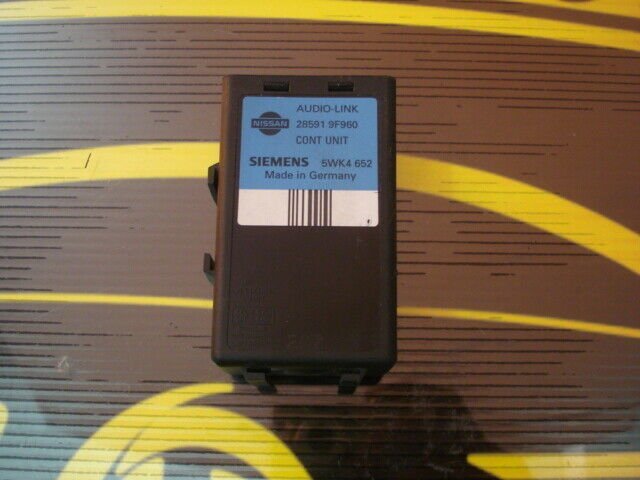 AUDIO-LINK
NISSAN 28591 9F960
CONT UNIT
SIEMENS 5WK4 652
Made in Germany